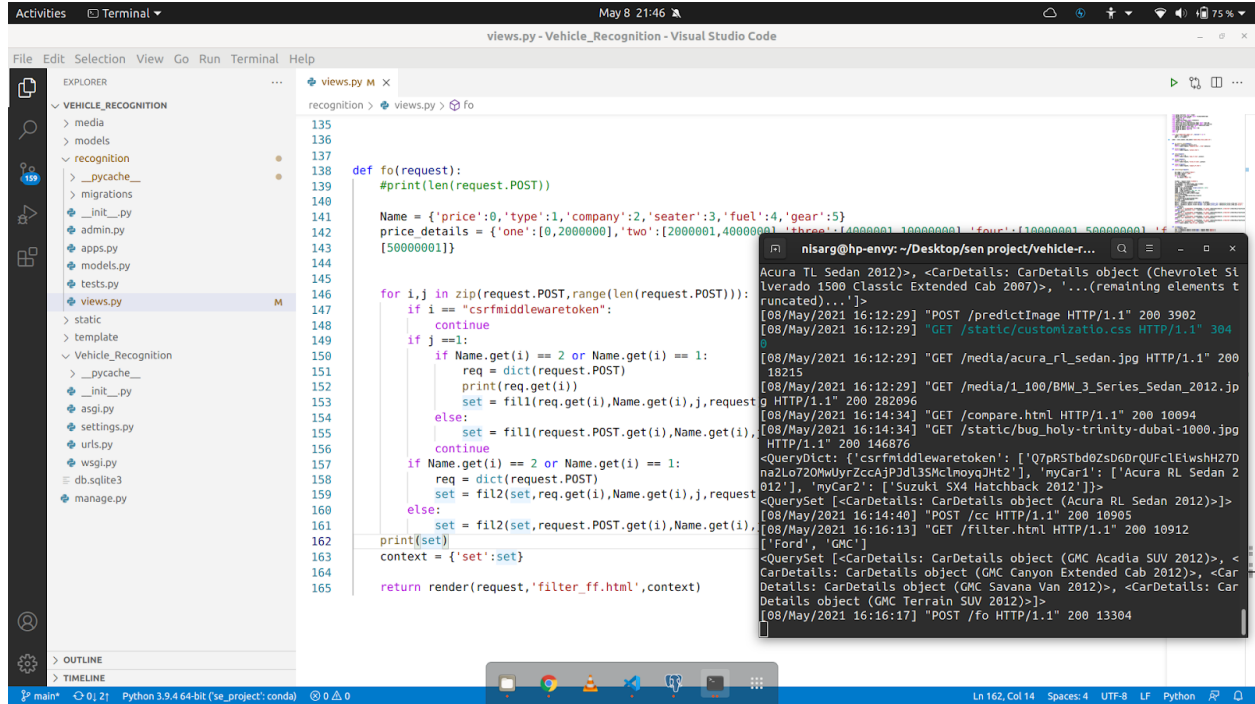 Activities Terminal May 8 21:46 75 %
views.py - Vehicle_Recognition - Visual Studio Code
File Edit Selection View Go Run Terminal Help
EXPLORER
VEHICLE_RECOGNITION
media
models
recognition
__pycache__
migrations
__init__.py
admin.py
apps.py
models.py
tests.py
views.py M
static
template
Vehicle_Recognition
__pycache__
__init__.py
asgi.py
settings.py
urls.py
wsgi.py
db.sqlite3
manage.py
OUTLINE
TIMELINE
159
views.py M
recognition > views.py > fo
135
136
137
138 def fo(request):
139 #print(len(request.POST))
140
141 Name = {'price':0,'type':1,'company':2,'seater':3,'fuel':4,'gear':5}
142 price_details = {'one':[0,2000000],'two':[2000001,4000000],'three':[4000001,10000000],'four':[10000001,50000000],'f
143 [50000001]}
144
145
146 for i,j in zip(request.POST,range(len(request.POST))):
147 if i == "csrfmiddlewaretoken":
148 continue
149 if j ==1:
150 if Name.get(i) == 2 or Name.get(i) == 1:
151 req = dict(request.POST)
152 print(req.get(i))
153 set = fil1(req.get(i),Name.get(i),j,request
154 else:
155 set = fil1(request.POST.get(i),Name.get(i),
156 continue
157 if Name.get(i) == 2 or Name.get(i) == 1:
158 req = dict(request.POST)
159 set = fil2(set,req.get(i),Name.get(i),j,request
160 else:
161 set = fil2(set,request.POST.get(i),Name.get(i),
162 print(set)
163 context = {'set':set}
164
165 return render(request,'filter_ff.html',context)
nisarg@hp-envy: ~/Desktop/sen project/vehicle-r...
Acura TL Sedan 2012)>, <CarDetails: CarDetails object (Chevrolet Si
lverado 1500 Classic Extended Cab 2007)>, '...(remaining elements t
runcated)...']>
[08/May/2021 16:12:29] "POST /predictImage HTTP/1.1" 200 3902
[08/May/2021 16:12:29] "GET /static/customizatio.css HTTP/1.1" 304
0
[08/May/2021 16:12:29] "GET /media/acura_rl_sedan.jpg HTTP/1.1" 200
18215
[08/May/2021 16:12:29] "GET /media/1_100/BMW_3_Series_Sedan_2012.jp
g HTTP/1.1" 200 282096
[08/May/2021 16:14:34] "GET /compare.html HTTP/1.1" 200 10094
[08/May/2021 16:14:34] "GET /static/bug_holy-trinity-dubai-1000.jpg
HTTP/1.1" 200 146876
<QueryDict: {'csrfmiddlewaretoken': ['Q7pRSTbd0ZsD6DrQUFclEiwshH27D
na2Lo72OMwUyrZccAjPJdl3SMclmoyqJHt2'], 'myCar1': ['Acura RL Sedan 2
012'], 'myCar2': ['Suzuki SX4 Hatchback 2012']}>
<QuerySet [<CarDetails: CarDetails object (Acura RL Sedan 2012)>]>
[08/May/2021 16:14:40] "POST /cc HTTP/1.1" 200 10905
[08/May/2021 16:16:13] "GET /filter.html HTTP/1.1" 200 10912
['Ford', 'GMC']
<QuerySet [<CarDetails: CarDetails object (GMC Acadia SUV 2012)>, <
CarDetails: CarDetails object (GMC Canyon Extended Cab 2012)>, <Car
Details: CarDetails object (GMC Savana Van 2012)>, <CarDetails: Car
Details object (GMC Terrain SUV 2012)>]>
[08/May/2021 16:16:17] "POST /fo HTTP/1.1" 200 13304
main* 0↓ 2↑ Python 3.9.4 64-bit ('se_project': conda) 0 0 Ln 162, Col 14 Spaces: 4 UTF-8 LF Python